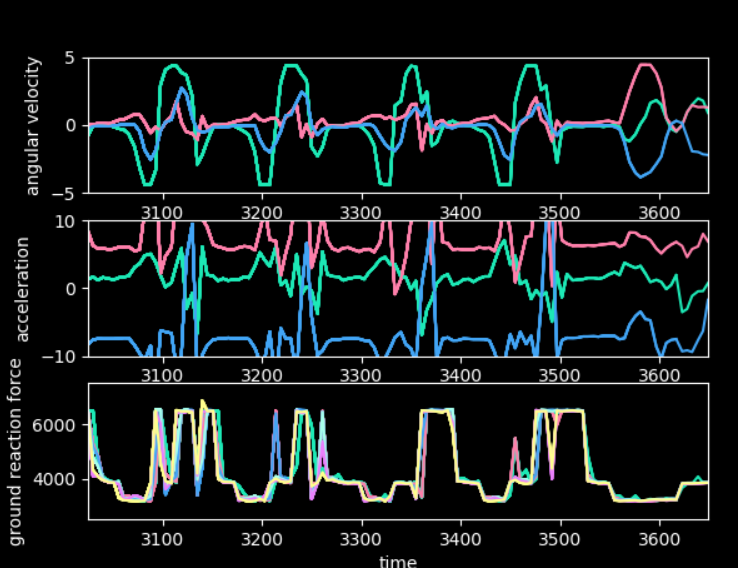 angular velocity
5
0
−5
3100 3200 3300 3400 3500 3600
acceleration
10
0
−10
3100 3200 3300 3400 3500 3600
ground reaction force
6000
4000
3100 3200 3300 3400 3500 3600
time